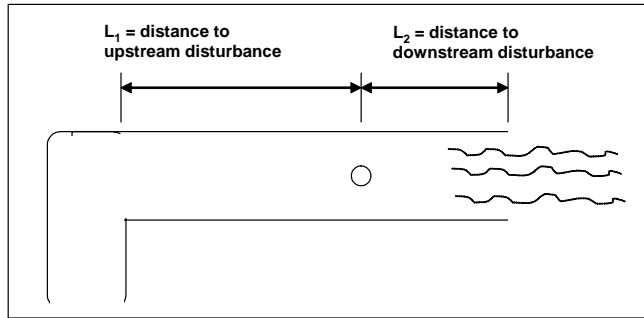 L₁ = distance to
upstream disturbance
L₂ = distance to
downstream disturbance